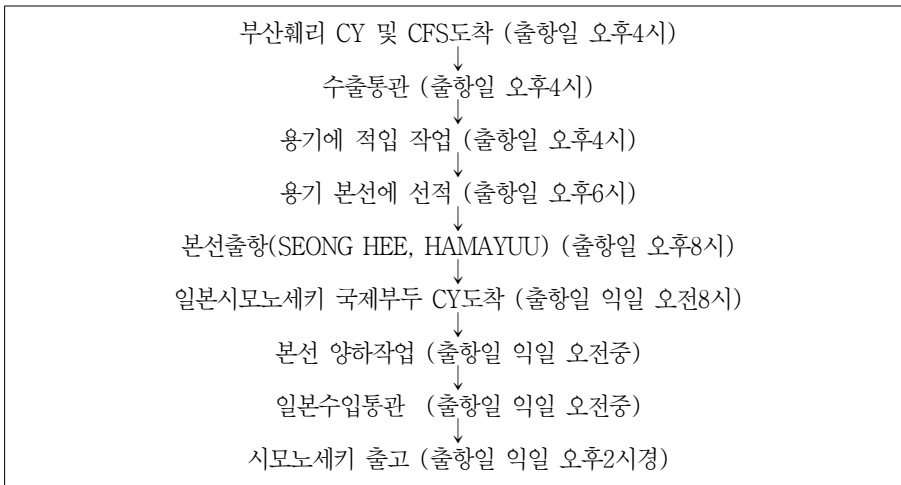 부산훼리 CY 및 CFS도착 (출항일 오후4시)
수출통관 (출항일 오후4시)
용기에 적입 작업 (출항일 오후4시)
용기 본선에 선적 (출항일 오후6시)
본선출항(SEONG HEE, HAMAYUU) (출항일 오후8시)
일본시모노세키 국제부두 CY도착 (출항일 익일 오전8시)
본선 양하작업 (출항일 익일 오전중)
일본수입통관 (출항일 익일 오전중)
시모노세키 출고 (출항일 익일 오후2시경)